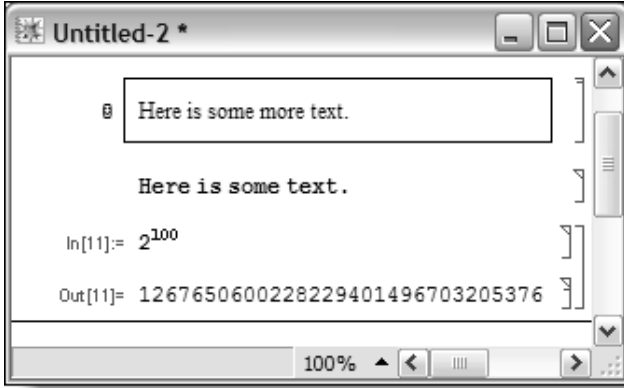 Untitled-2 *
Here is some more text.
Here is some text.
In[11]:= 2^100
Out[11]= 1267650600228229401496703205376
100%